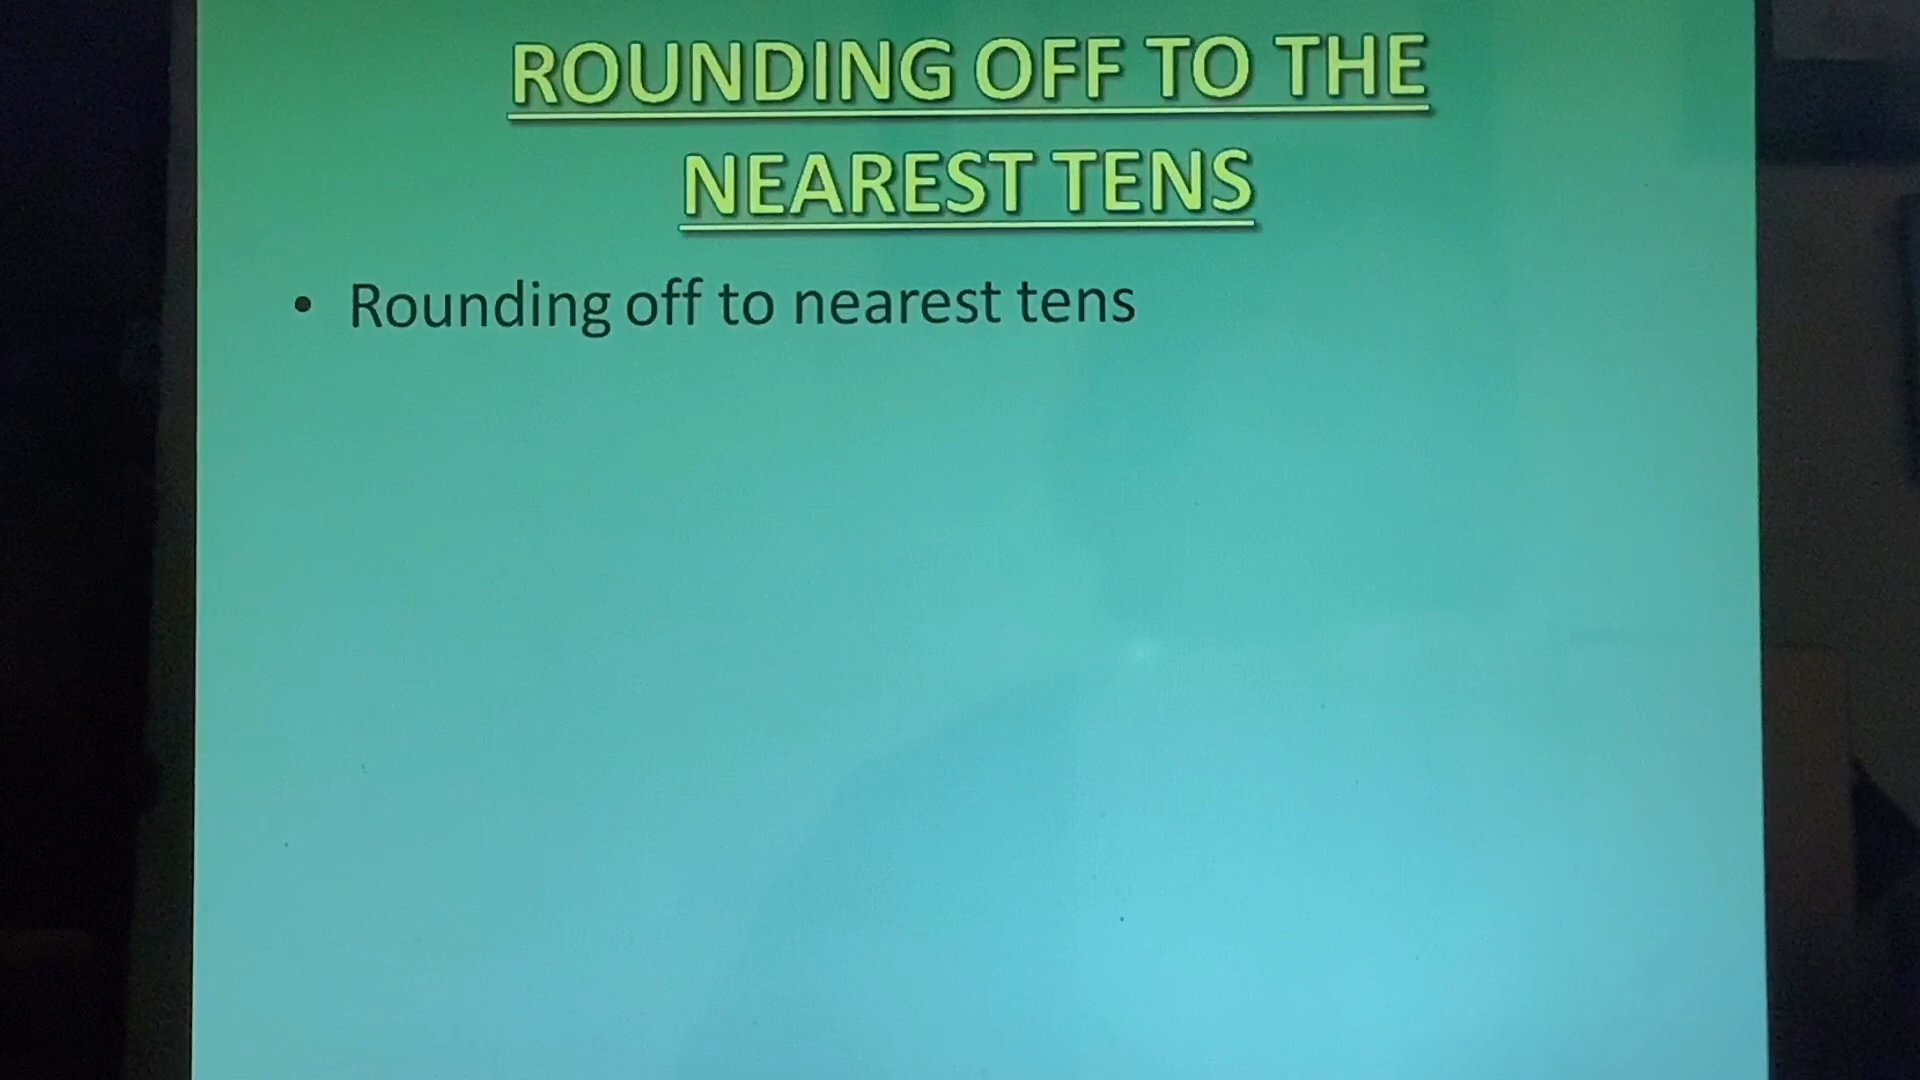 ROUNDING OFF TO THE
NEAREST TENS
• Rounding off to nearest tens